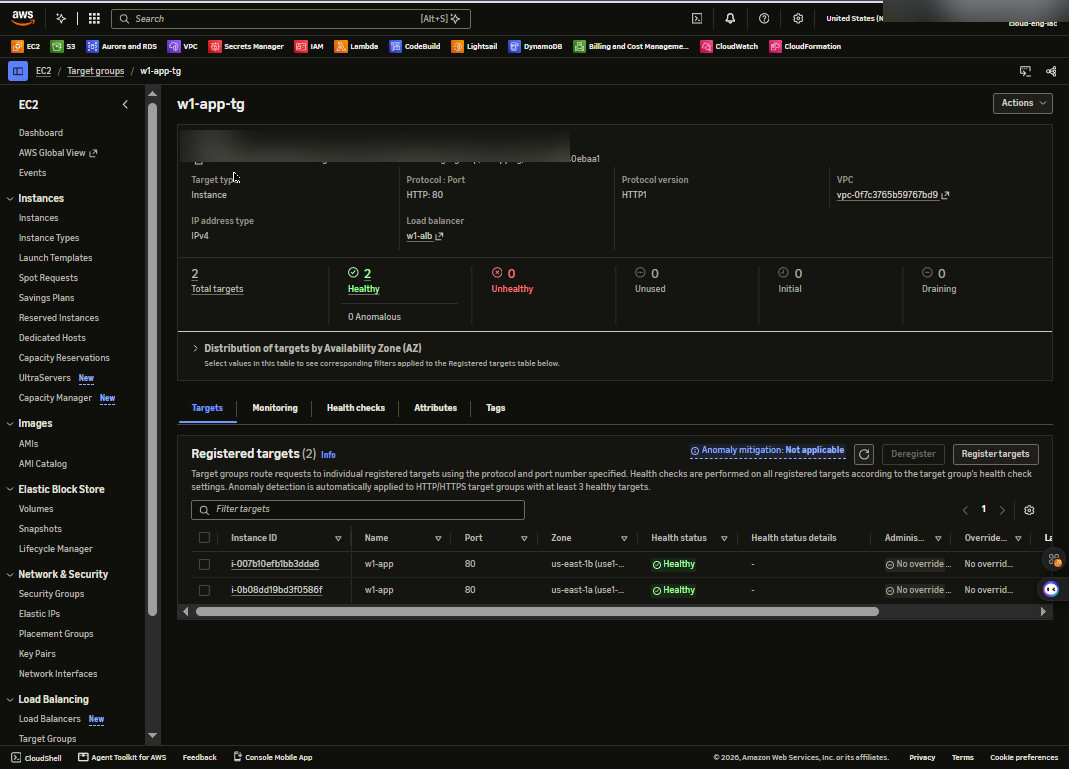 aws Search [Alt+S] United States (N
cloud-eng-lac
EC2 S3 Aurora and RDS VPC Secrets Manager IAM Lambda CodeBuild Lightsail DynamoDB Billing and Cost Manageme... CloudWatch CloudFormation
EC2 Target groups w1-app-tg
EC2
Dashboard
AWS Global View
Events
Instances
Instances
Instance Types
Launch Templates
Spot Requests
Savings Plans
Reserved Instances
Dedicated Hosts
Capacity Reservations
UltraServers New
Capacity Manager New
Images
AMIs
AMI Catalog
Elastic Block Store
Volumes
Snapshots
Lifecycle Manager
Network & Security
Security Groups
Elastic IPs
Placement Groups
Key Pairs
Network Interfaces
Load Balancing
Load Balancers New
Target Groups
w1-app-tg
Actions
0ebaa1
Target type Protocol : Port Protocol version VPC
Instance HTTP: 80 HTTP1 vpc-0f7c3765b59767bd9
IP address type Load balancer
IPv4 w1-alb
2 2 0 0 0 0
Total targets Healthy Unhealthy Unused Initial Draining
0 Anomalous
Distribution of targets by Availability Zone (AZ)
Select values in this table to see corresponding filters applied to the Registered targets table below.
Targets Monitoring Health checks Attributes Tags
Registered targets (2) Info Anomaly mitigation: Not applicable Deregister Register targets
Target groups route requests to individual registered targets using the protocol and port number specified. Health checks are performed on all registered targets according to the target group's health check
settings. Anomaly detection is automatically applied to HTTP/HTTPS target groups with at least 3 healthy targets.
Filter targets 1
Instance ID Name Port Zone Health status Health status details Adminis... Override... La
i-007b10efb1bb3dda6 w1-app 80 us-east-1b (use1-... Healthy - No override ... No overrid...
i-0b08dd19bd3f0586f w1-app 80 us-east-1a (use1-... Healthy - No override ... No overrid...
CloudShell Agent Toolkit for AWS Feedback Console Mobile App © 2026, Amazon Web Services, Inc. or its affiliates. Privacy Terms Cookie preferences